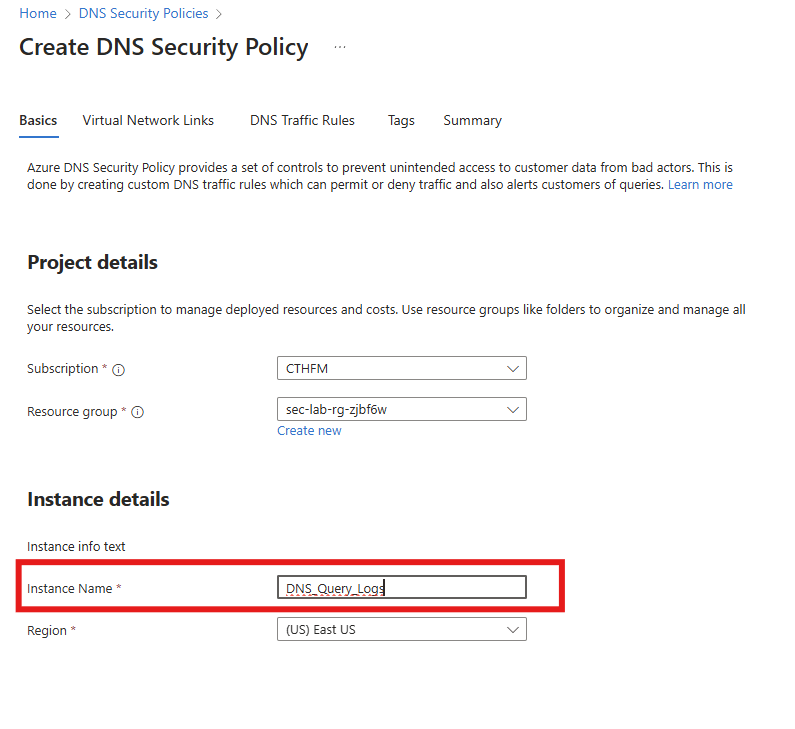 Home > DNS Security Policies >
Create DNS Security Policy ...
Basics Virtual Network Links DNS Traffic Rules Tags Summary
Azure DNS Security Policy provides a set of controls to prevent unintended access to customer data from bad actors. This is
done by creating custom DNS traffic rules which can permit or deny traffic and also alerts customers of queries. Learn more
Project details
Select the subscription to manage deployed resources and costs. Use resource groups like folders to organize and manage all
your resources.
Subscription * CTHFM
Resource group * sec-lab-rg-zjbf6w
Create new
Instance details
Instance info text
Instance Name * DNS_Query_Logs
Region * (US) East US